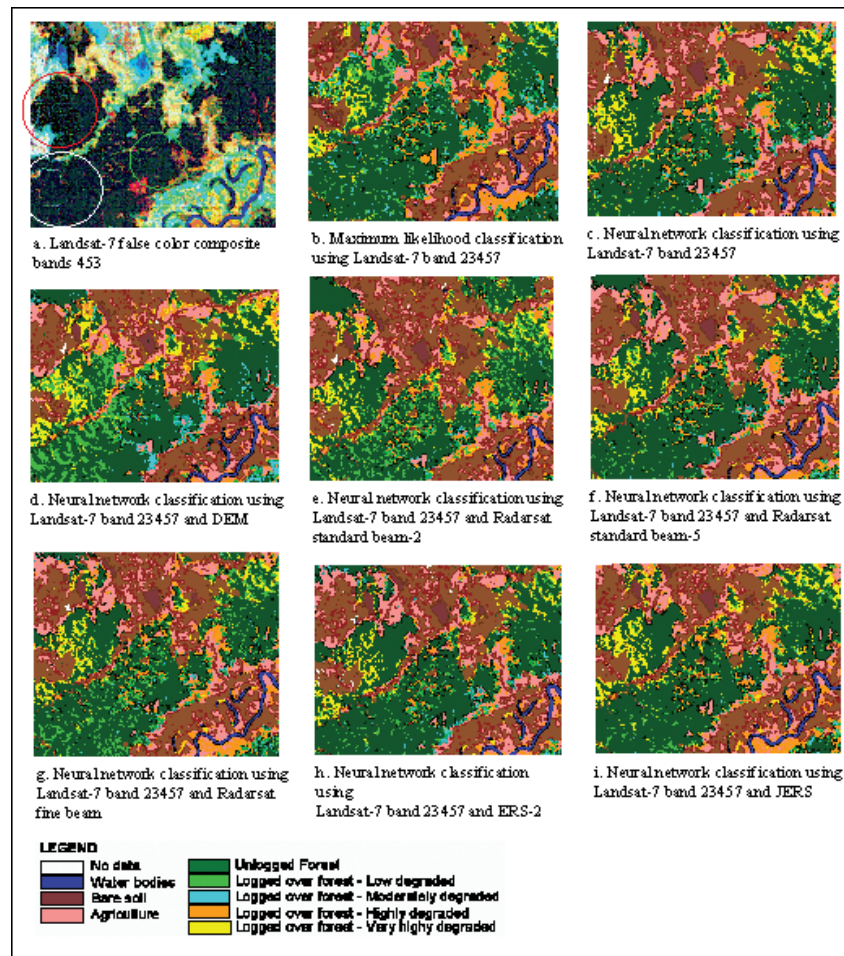 a. Landsat-7 false color composite
bands 453
b. Maximum likelihood classification
using Landsat-7 band 23457
c. Neural network classification using
Landsat-7 band 23457
d. Neural network classification using
Landsat-7 band 23457 and DEM
e. Neural network classification using
Landsat-7 band 23457 and Radarsat
standard beam-2
f. Neural network classification using
Landsat-7 band 23457 and Radarsat
standard beam-5
g. Neural network classification using
Landsat-7 band 23457 and Radarsat
fine beam
h. Neural network classification
using
Landsat-7 band 23457 and ERS-2
i. Neural network classification using
Landsat-7 band 23457 and JERS
LEGEND
No data
Water bodies
Bare soil
Agriculture
Unlogged Forest
Logged over forest - Low degraded
Logged over forest - Moderately degraded
Logged over forest - Highly degraded
Logged over forest - Very highy degraded